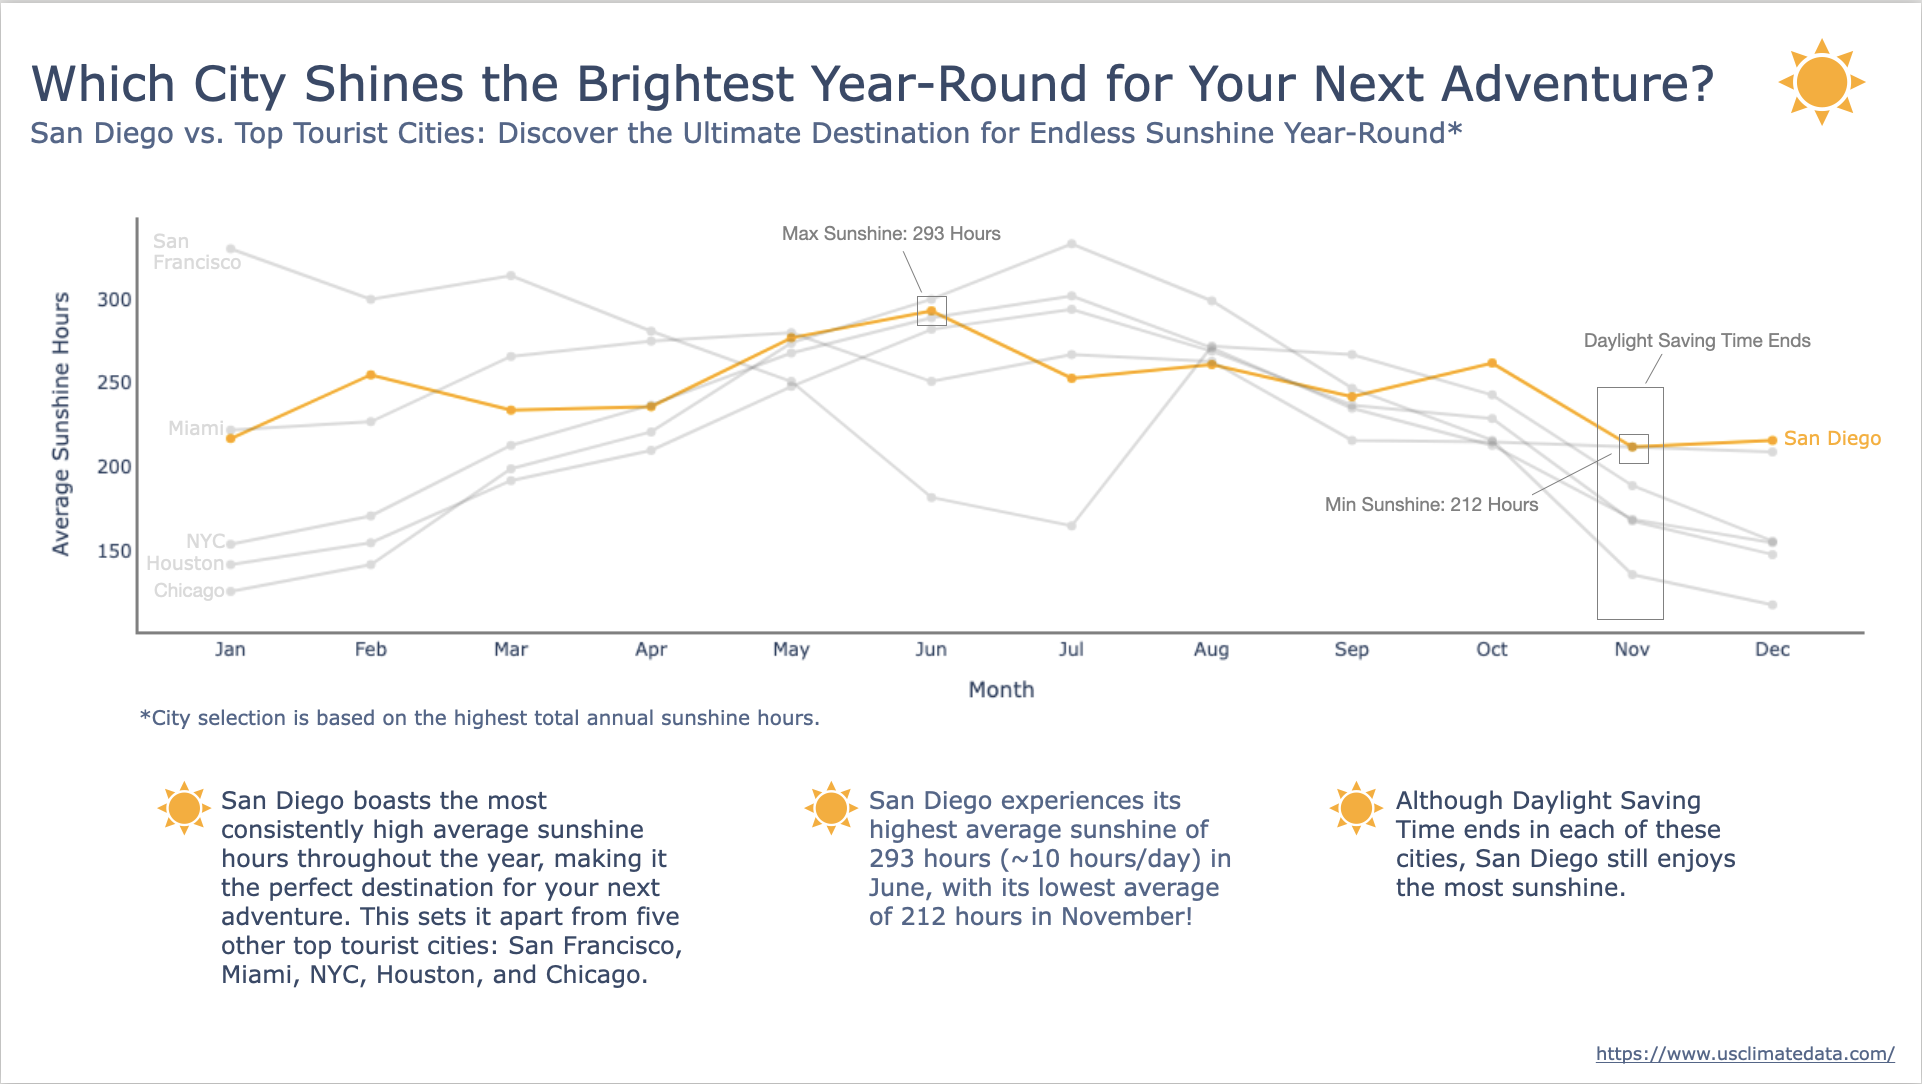 Which City Shines the Brightest Year-Round for Your Next Adventure?
San Diego vs. Top Tourist Cities: Discover the Ultimate Destination for Endless Sunshine Year-Round*
Average Sunshine Hours
300
250
200
150
San
Francisco
Miami
NYC
Houston
Chicago
Max Sunshine: 293 Hours
Daylight Saving Time Ends
San Diego
Min Sunshine: 212 Hours
Jan Feb Mar Apr May Jun Jul Aug Sep Oct Nov Dec
Month
*City selection is based on the highest total annual sunshine hours.
San Diego boasts the most
consistently high average sunshine
hours throughout the year, making it
the perfect destination for your next
adventure. This sets it apart from five
other top tourist cities: San Francisco,
Miami, NYC, Houston, and Chicago.
San Diego experiences its
highest average sunshine of
293 hours (~10 hours/day) in
June, with its lowest average
of 212 hours in November!
Although Daylight Saving
Time ends in each of these
cities, San Diego still enjoys
the most sunshine.
https://www.usclimatedata.com/